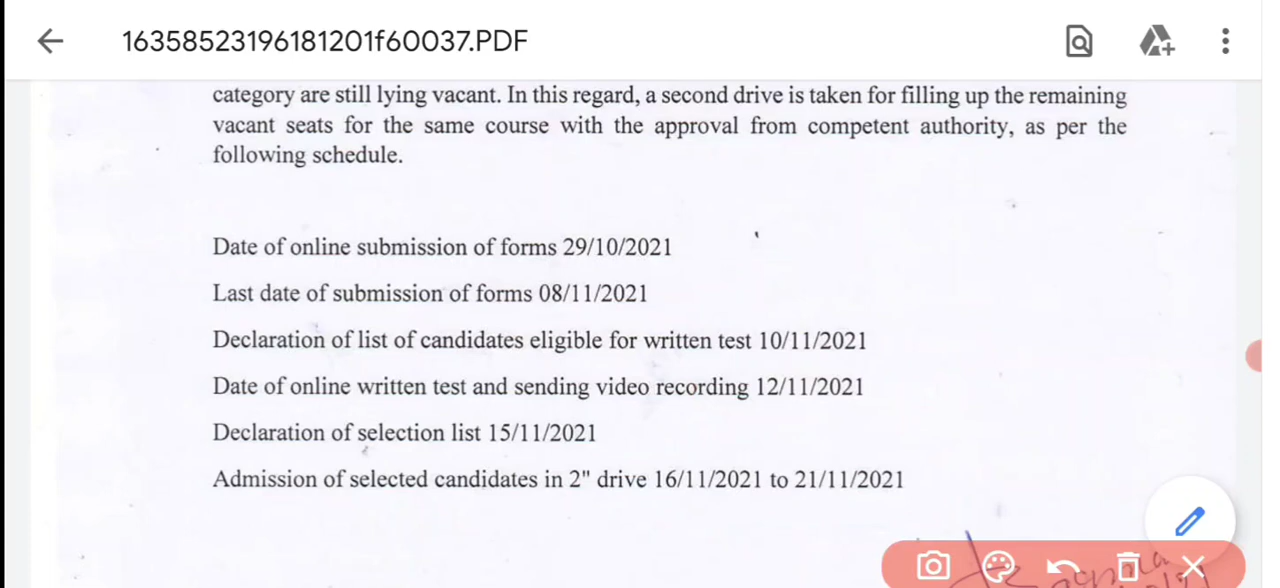 16358523196181201f60037.PDF
category are still lying vacant. In this regard, a second drive is taken for filling up the remaining
vacant seats for the same course with the approval from competent authority, as per the
following schedule.
Date of online submission of forms 29/10/2021
Last date of submission of forms 08/11/2021
Declaration of list of candidates eligible for written test 10/11/2021
Date of online written test and sending video recording 12/11/2021
Declaration of selection list 15/11/2021
Admission of selected candidates in 2" drive 16/11/2021 to 21/11/2021